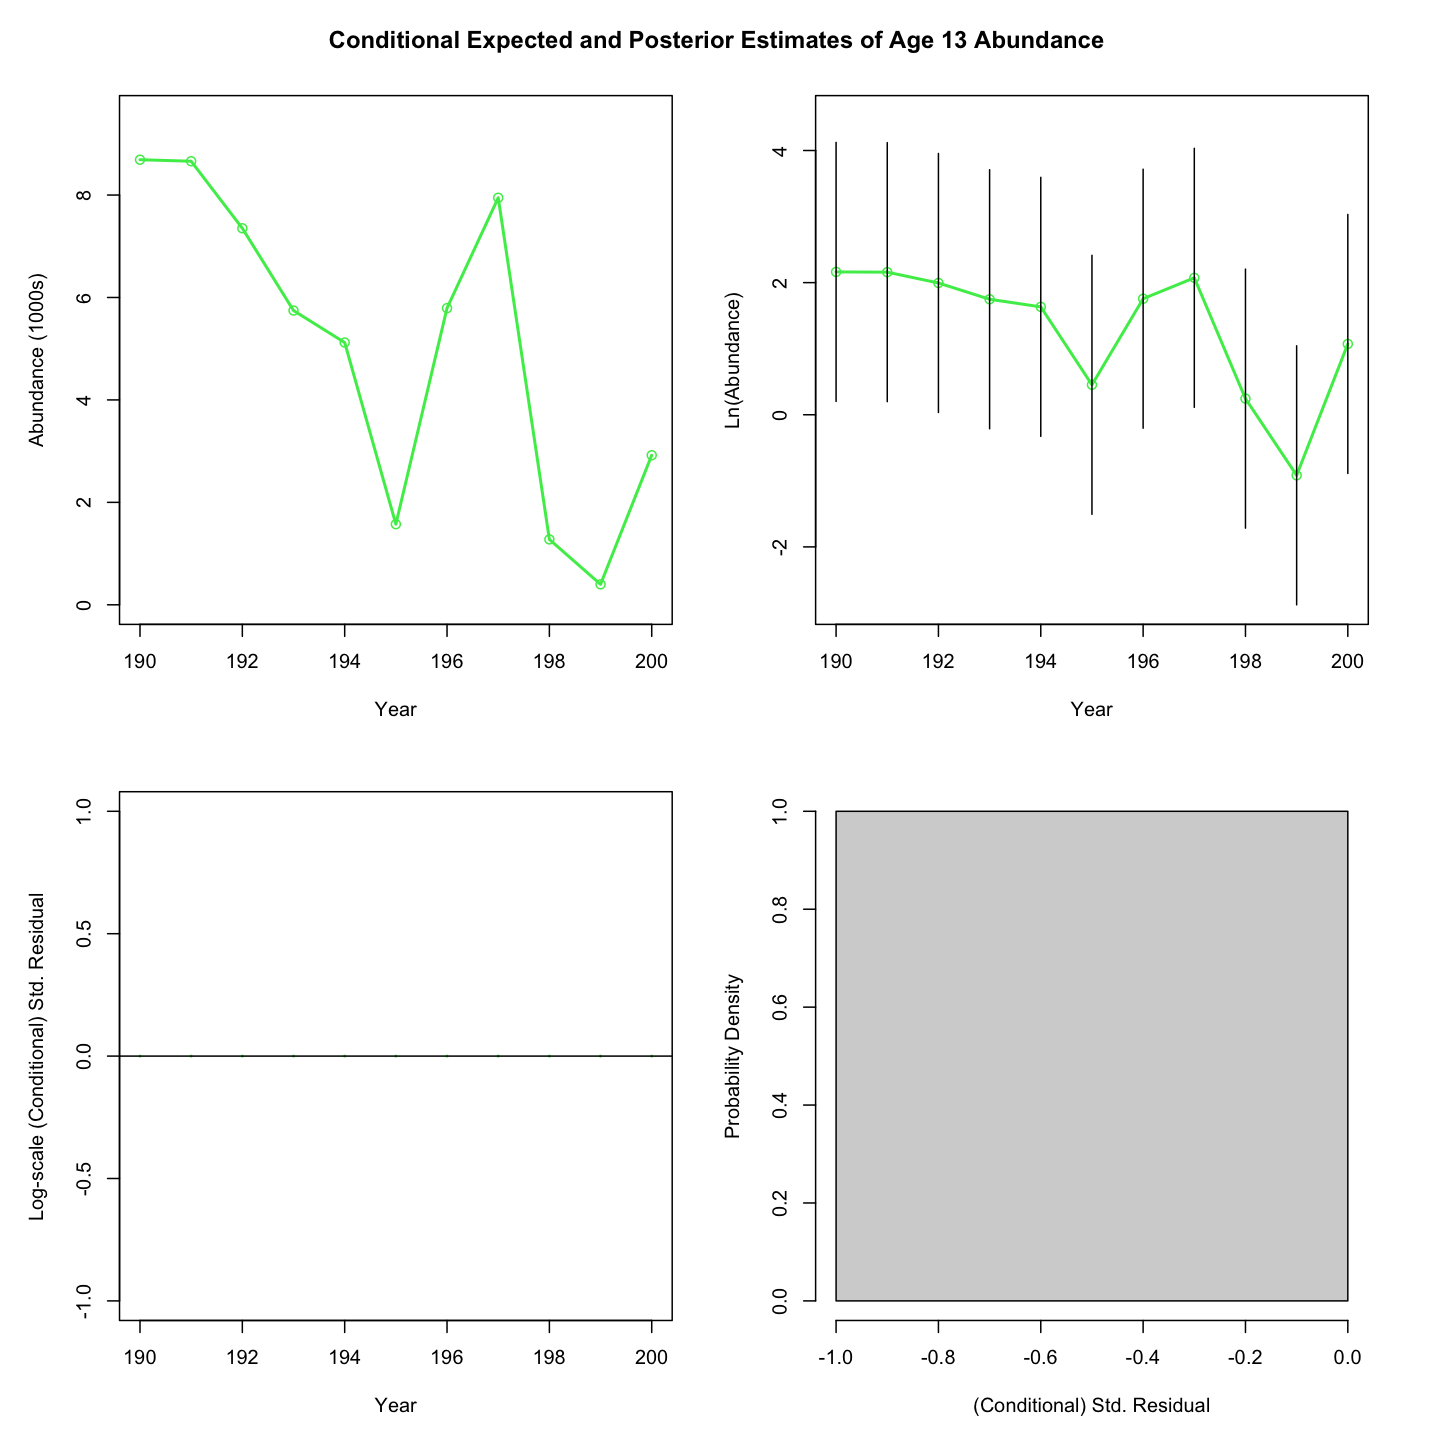 Conditional Expected and Posterior Estimates of Age 13 Abundance
Abundance (1000s)
8
6
4
2
0
190 192 194 196 198 200
Year
Ln(Abundance)
4
2
0
-2
190 192 194 196 198 200
Year
Log-scale (Conditional) Std. Residual
1.0
0.5
0.0
-0.5
-1.0
190 192 194 196 198 200
Year
Probability Density
1.0
0.8
0.6
0.4
0.2
0.0
-1.0 -0.8 -0.6 -0.4 -0.2 0.0
(Conditional) Std. Residual